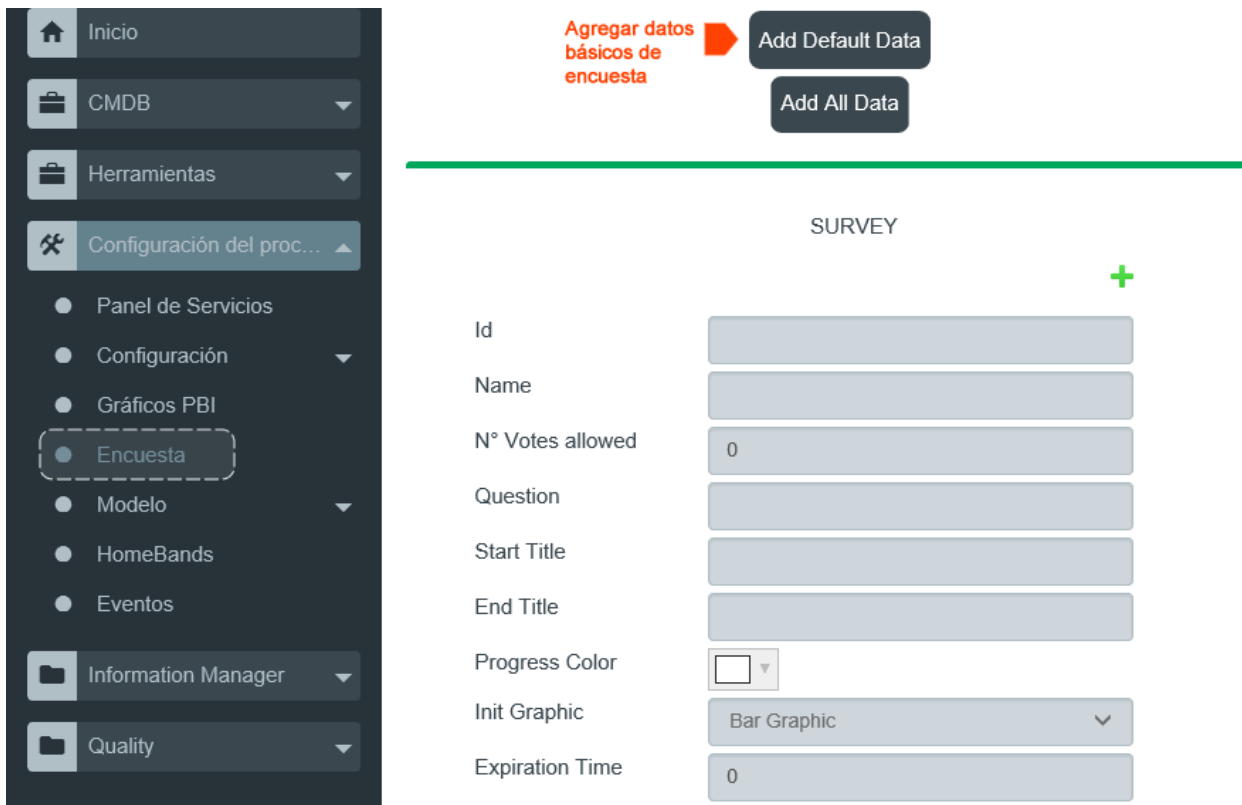 Inicio
CMDB
Herramientas
Configuración del proc...
Panel de Servicios
Configuración
Gráficos PBI
Encuesta
Modelo
HomeBands
Eventos
Information Manager
Quality
Agregar datos
básicos de
encuesta
Add Default Data
Add All Data
SURVEY
Id
Name
N° Votes allowed
0
Question
Start Title
End Title
Progress Color
Init Graphic
Bar Graphic
Expiration Time
0